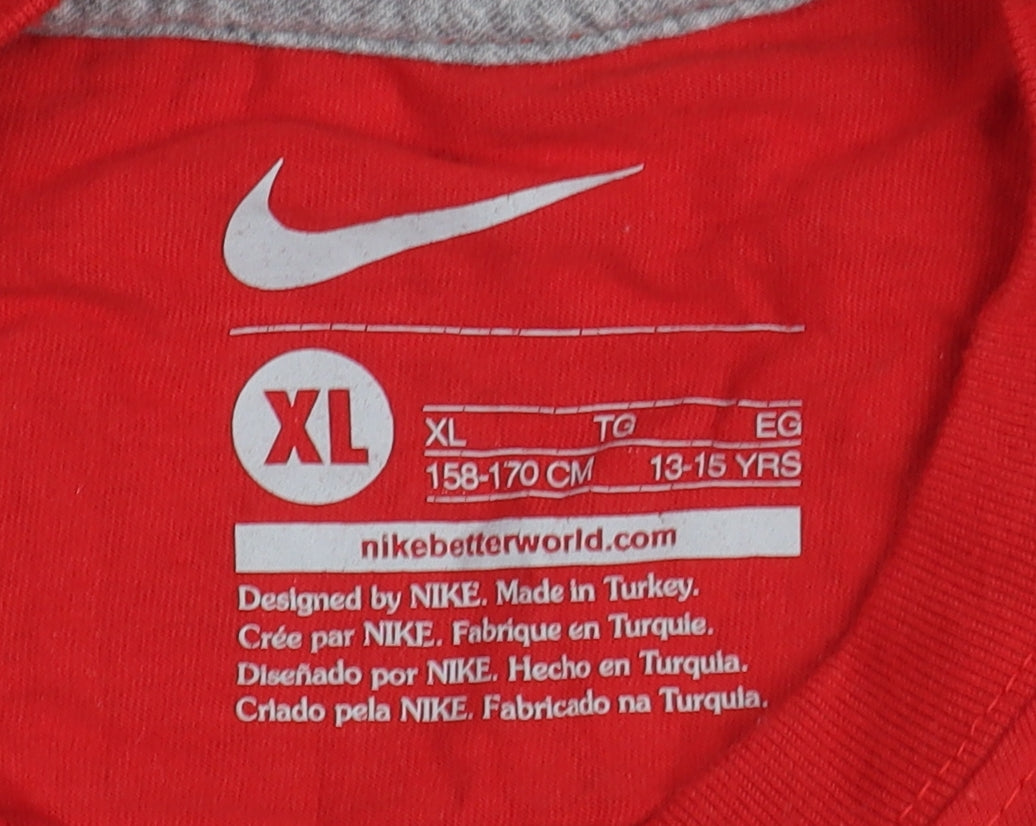 XL
XL TG EG
158-170 CM 13-15 YRS
nikebetterworld.com
Designed by NIKE. Made in Turkey.
Crée par NIKE. Fabrique en Turquie.
Diseñado por NIKE. Hecho en Turquia.
Criado pela NIKE. Fabricado na Turquia.